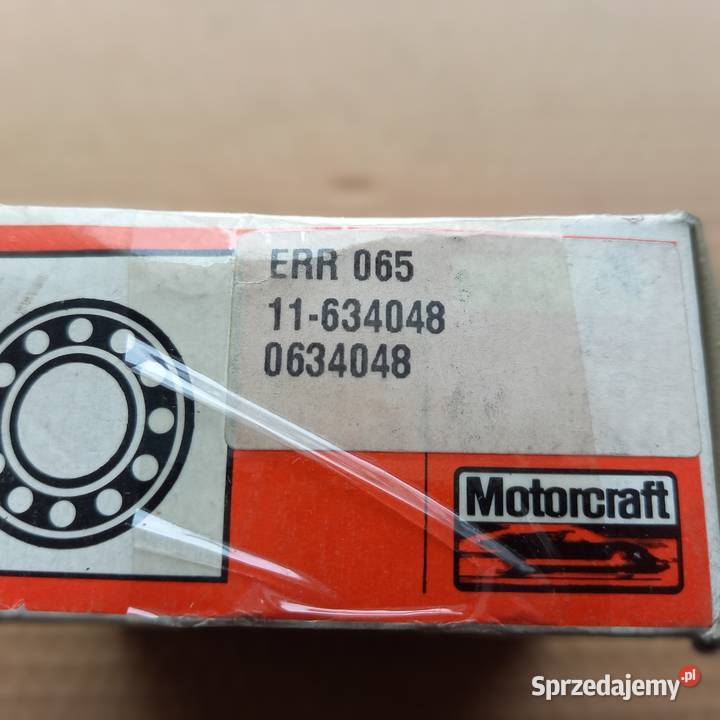 ERR 065
11-634048
0634048
Motorcraft
Sprzedajemy.pl